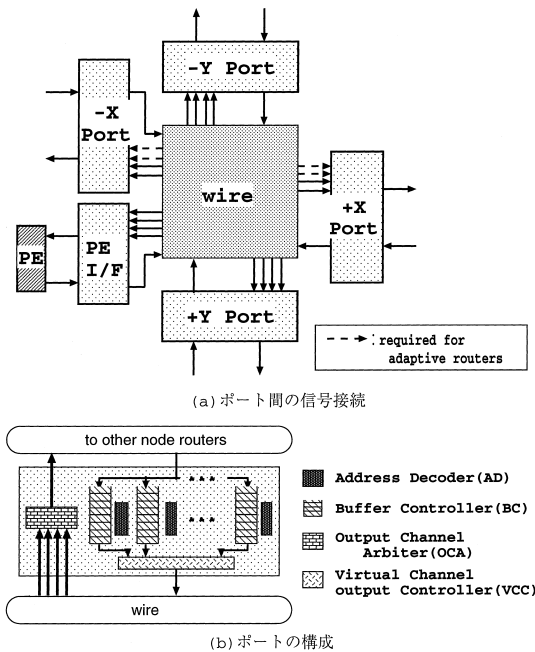 -Y Port
-X
Port
wire
+X
Port
PE
PE
I/F
+Y Port
: required for
adaptive routers
(a)ポート間の信号接続
to other node routers
Address Decoder(AD)
Buffer Controller(BC)
Output Channel
Arbiter(OCA)
Virtual Channel
output Controller(VCC)
wire
(b)ポートの構成